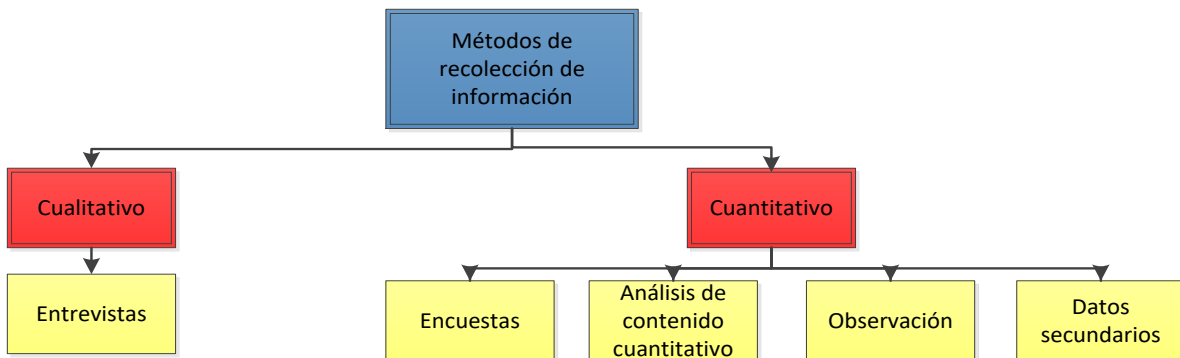 Métodos de
recolección de
información
Cualitativo
Cuantitativo
Entrevistas
Encuestas
Análisis de
contenido
cuantitativo
Observación
Datos
secundarios